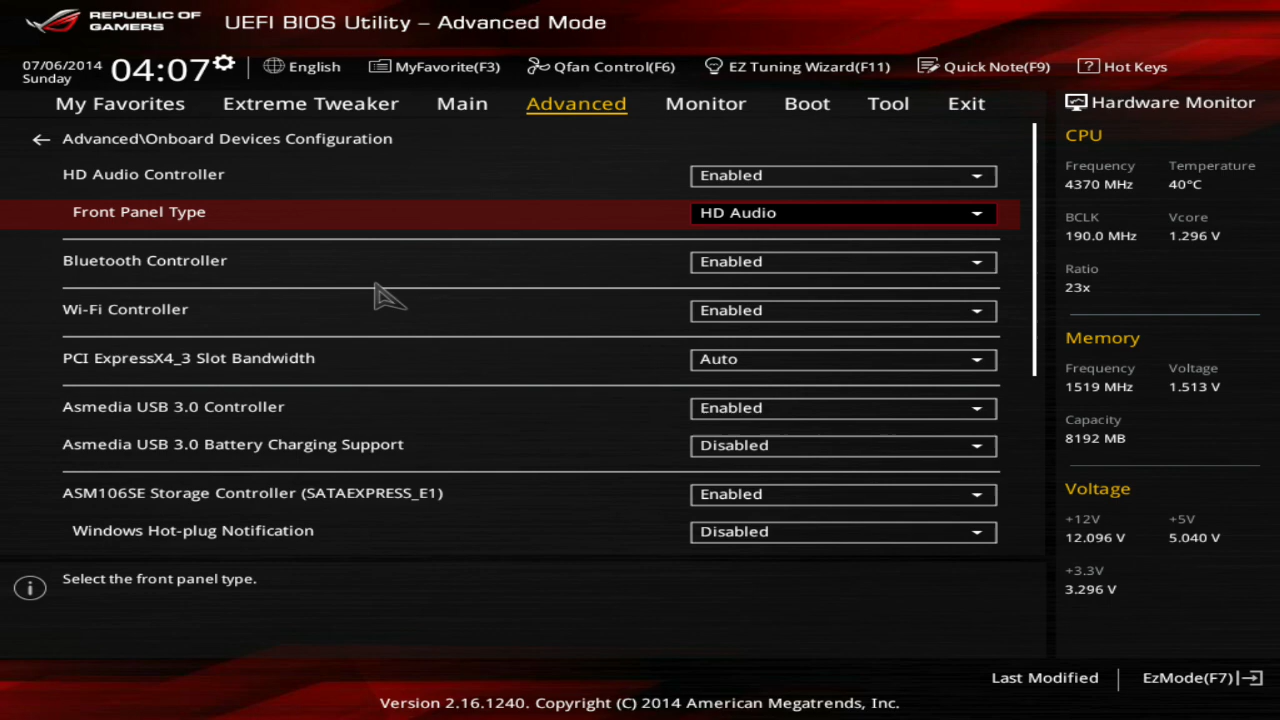 REPUBLIC OF
GAMERS
UEFI BIOS Utility – Advanced Mode
07/06/2014
Sunday
04:07
English
MyFavorite(F3)
Qfan Control(F6)
EZ Tuning Wizard(F11)
Quick Note(F9)
? Hot Keys
My Favorites Extreme Tweaker Main Advanced Monitor Boot Tool Exit
Hardware Monitor
← Advanced\Onboard Devices Configuration
HD Audio Controller Enabled
Front Panel Type HD Audio
Bluetooth Controller Enabled
Wi-Fi Controller Enabled
PCI ExpressX4_3 Slot Bandwidth Auto
Asmedia USB 3.0 Controller Enabled
Asmedia USB 3.0 Battery Charging Support Disabled
ASM106SE Storage Controller (SATAEXPRESS_E1) Enabled
Windows Hot-plug Notification Disabled
CPU
Frequency Temperature
4370 MHz 40°C
BCLK Vcore
190.0 MHz 1.296 V
Ratio
23x
Memory
Frequency Voltage
1519 MHz 1.513 V
Capacity
8192 MB
Voltage
+12V +5V
12.096 V 5.040 V
+3.3V
3.296 V
i Select the front panel type.
Last Modified
EzMode(F7)
Version 2.16.1240. Copyright (C) 2014 American Megatrends, Inc.